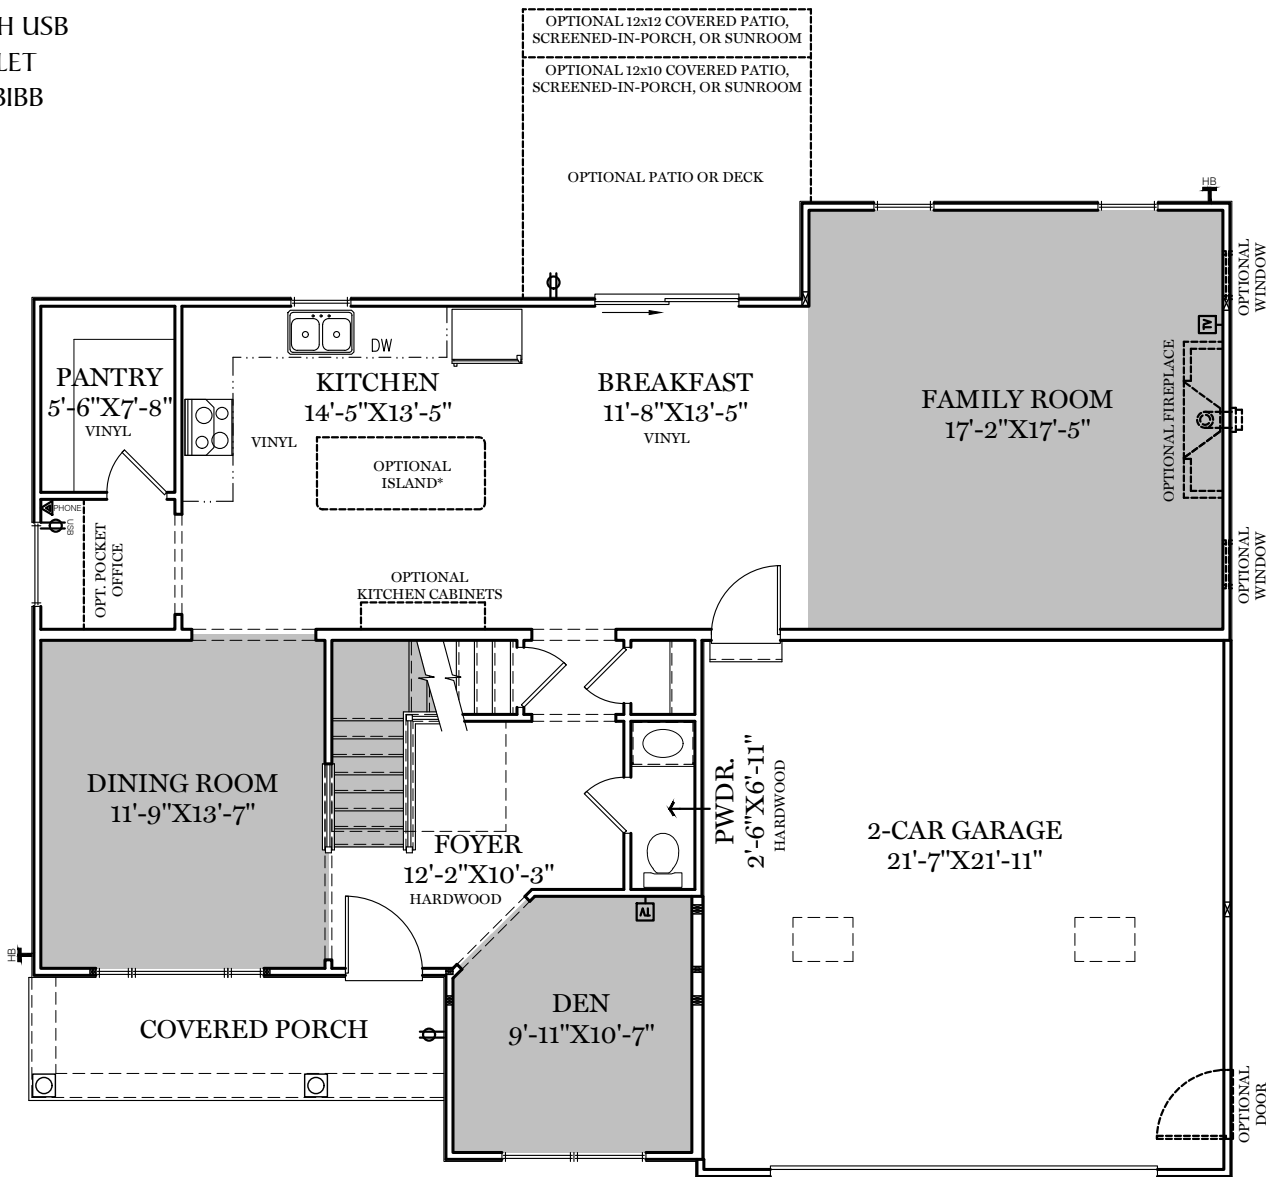 H USB
LET
BIBB
OPTIONAL 12x12 COVERED PATIO,
SCREENED-IN-PORCH, OR SUNROOM
OPTIONAL 12x10 COVERED PATIO,
SCREENED-IN-PORCH, OR SUNROOM
OPTIONAL PATIO OR DECK
HB
OPTIONAL
WINDOW
TV
PANTRY
5'-6"X7'-8"
VINYL
DW
KITCHEN
14'-5"X13'-5"
VINYL
OPTIONAL
ISLAND*
BREAKFAST
11'-8"X13'-5"
VINYL
FAMILY ROOM
17'-2"X17'-5"
OPTIONAL FIREPLACE
PHONE
USB
OPT. POCKET
OFFICE
OPTIONAL
KITCHEN CABINETS
OPTIONAL
WINDOW
DINING ROOM
11'-9"X13'-7"
FOYER
12'-2"X10'-3"
HARDWOOD
PWDR.
2'-6"X6'-11"
HARDWOOD
2-CAR GARAGE
21'-7"X21'-11"
TV
HB
COVERED PORCH
DEN
9'-11"X10'-7"
OPTIONAL
DOOR